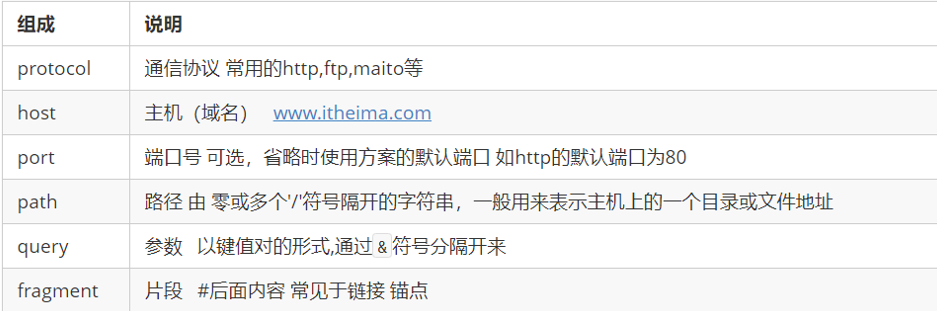 组成 说明
protocol 通信协议 常用的http,ftp,maito等
host 主机（域名） www.itheima.com
port 端口号 可选，省略时使用方案的默认端口 如http的默认端口为80
path 路径 由 零或多个'/'符号隔开的字符串，一般用来表示主机上的一个目录或文件地址
query 参数 以键值对的形式,通过&符号分隔开来
fragment 片段 #后面内容 常见于链接 锚点